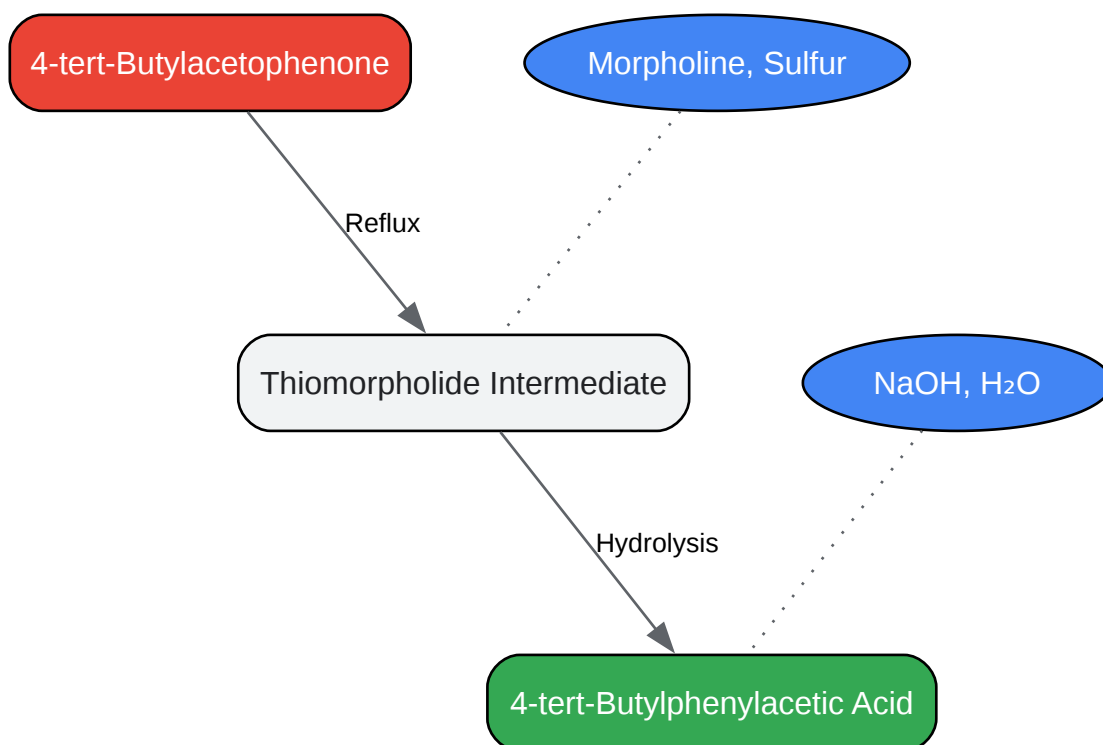 4-tert-Butylacetophenone
Morpholine, Sulfur
Reflux
Thiomorpholide Intermediate
NaOH, H₂O
Hydrolysis
4-tert-Butylphenylacetic Acid